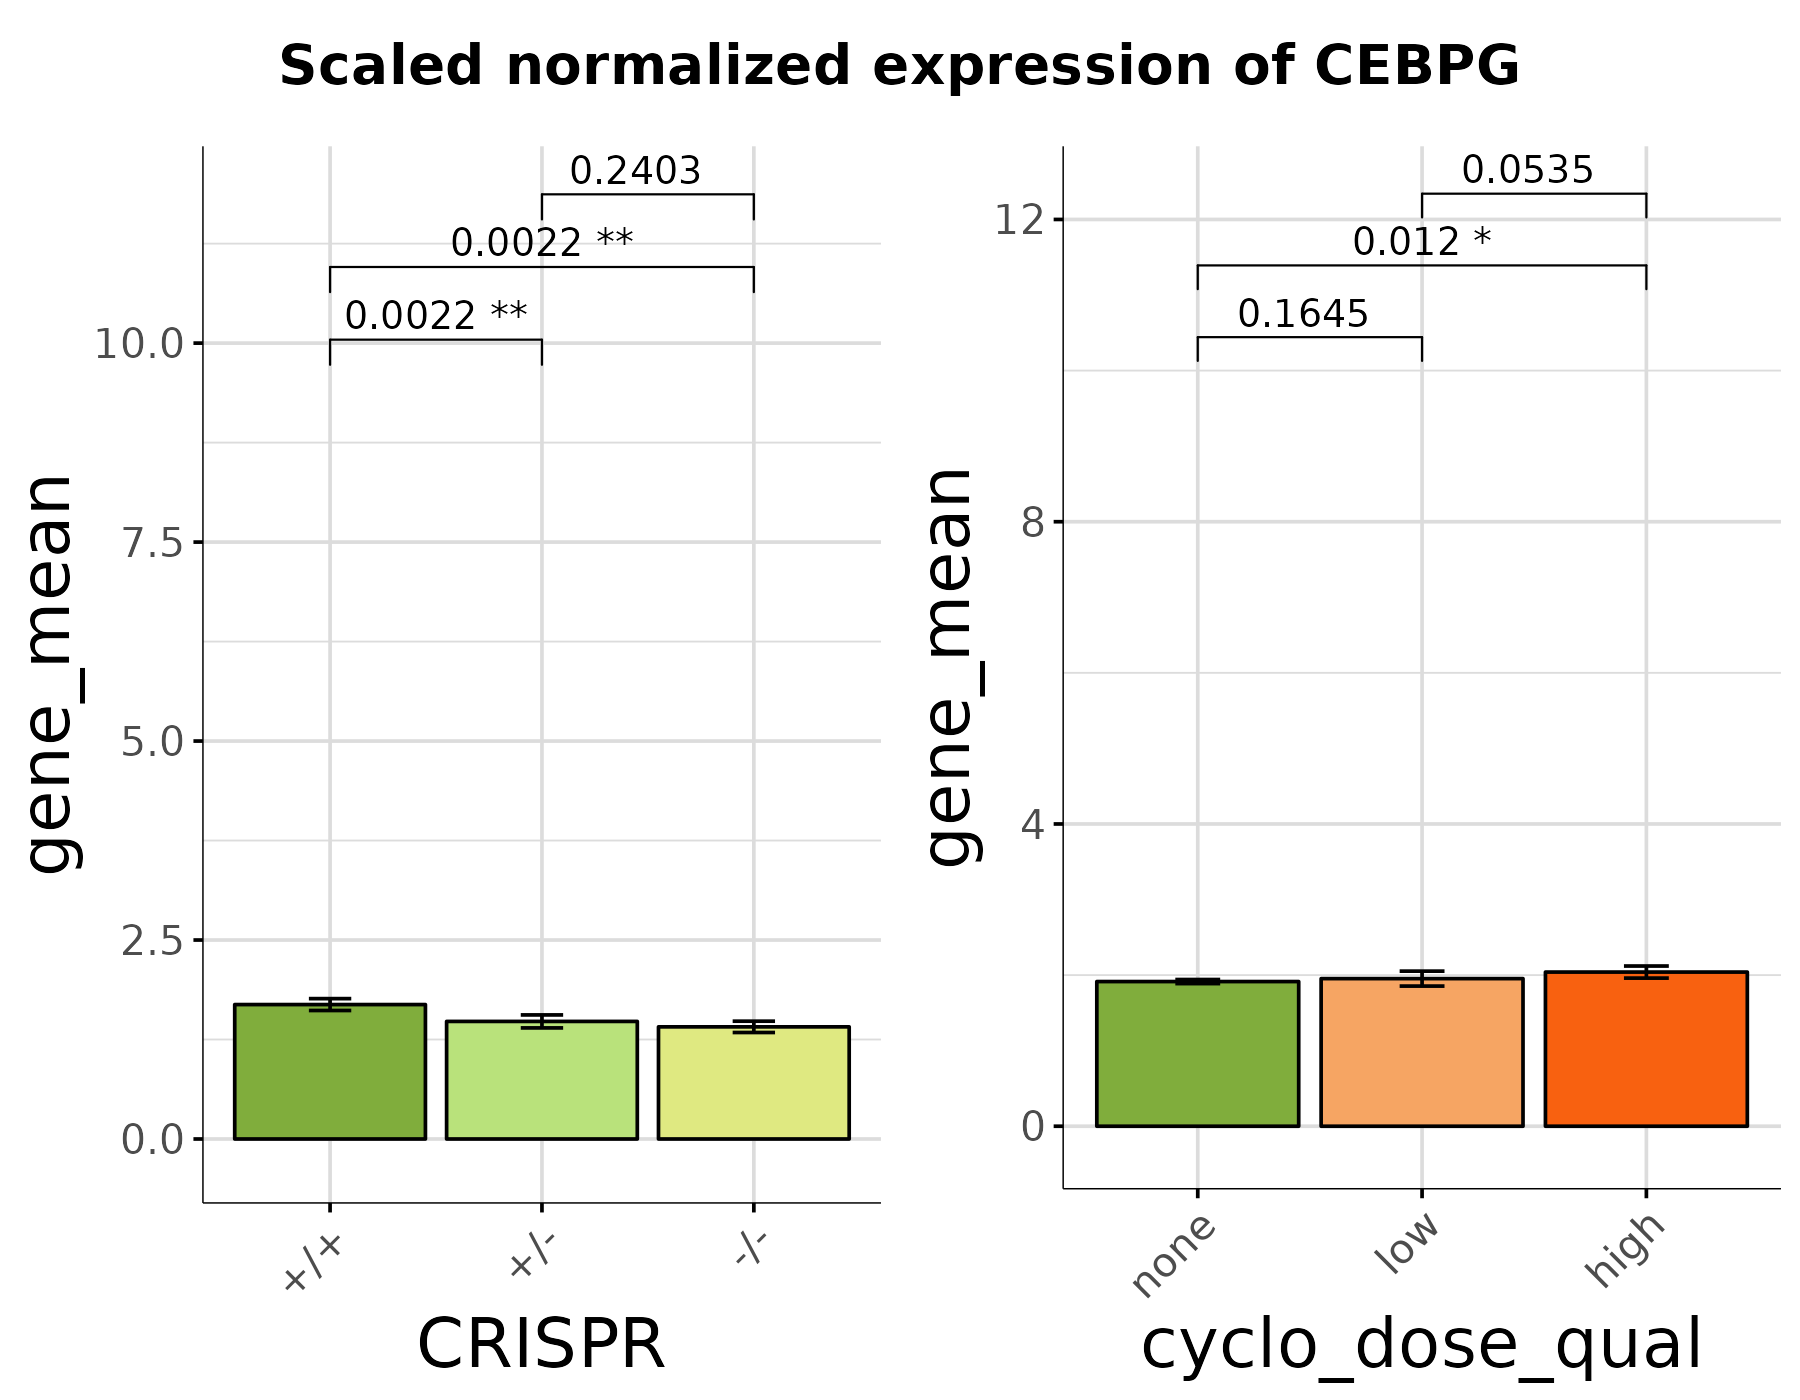 Scaled normalized expression of CEBPG
gene_mean
10.0
7.5
5.0
2.5
0.0
0.2403
0.0022 **
0.0022 **
+/+
+/-
-/-
CRISPR
gene_mean
12
8
4
0
0.0535
0.012 *
0.1645
none
low
high
cyclo_dose_qual